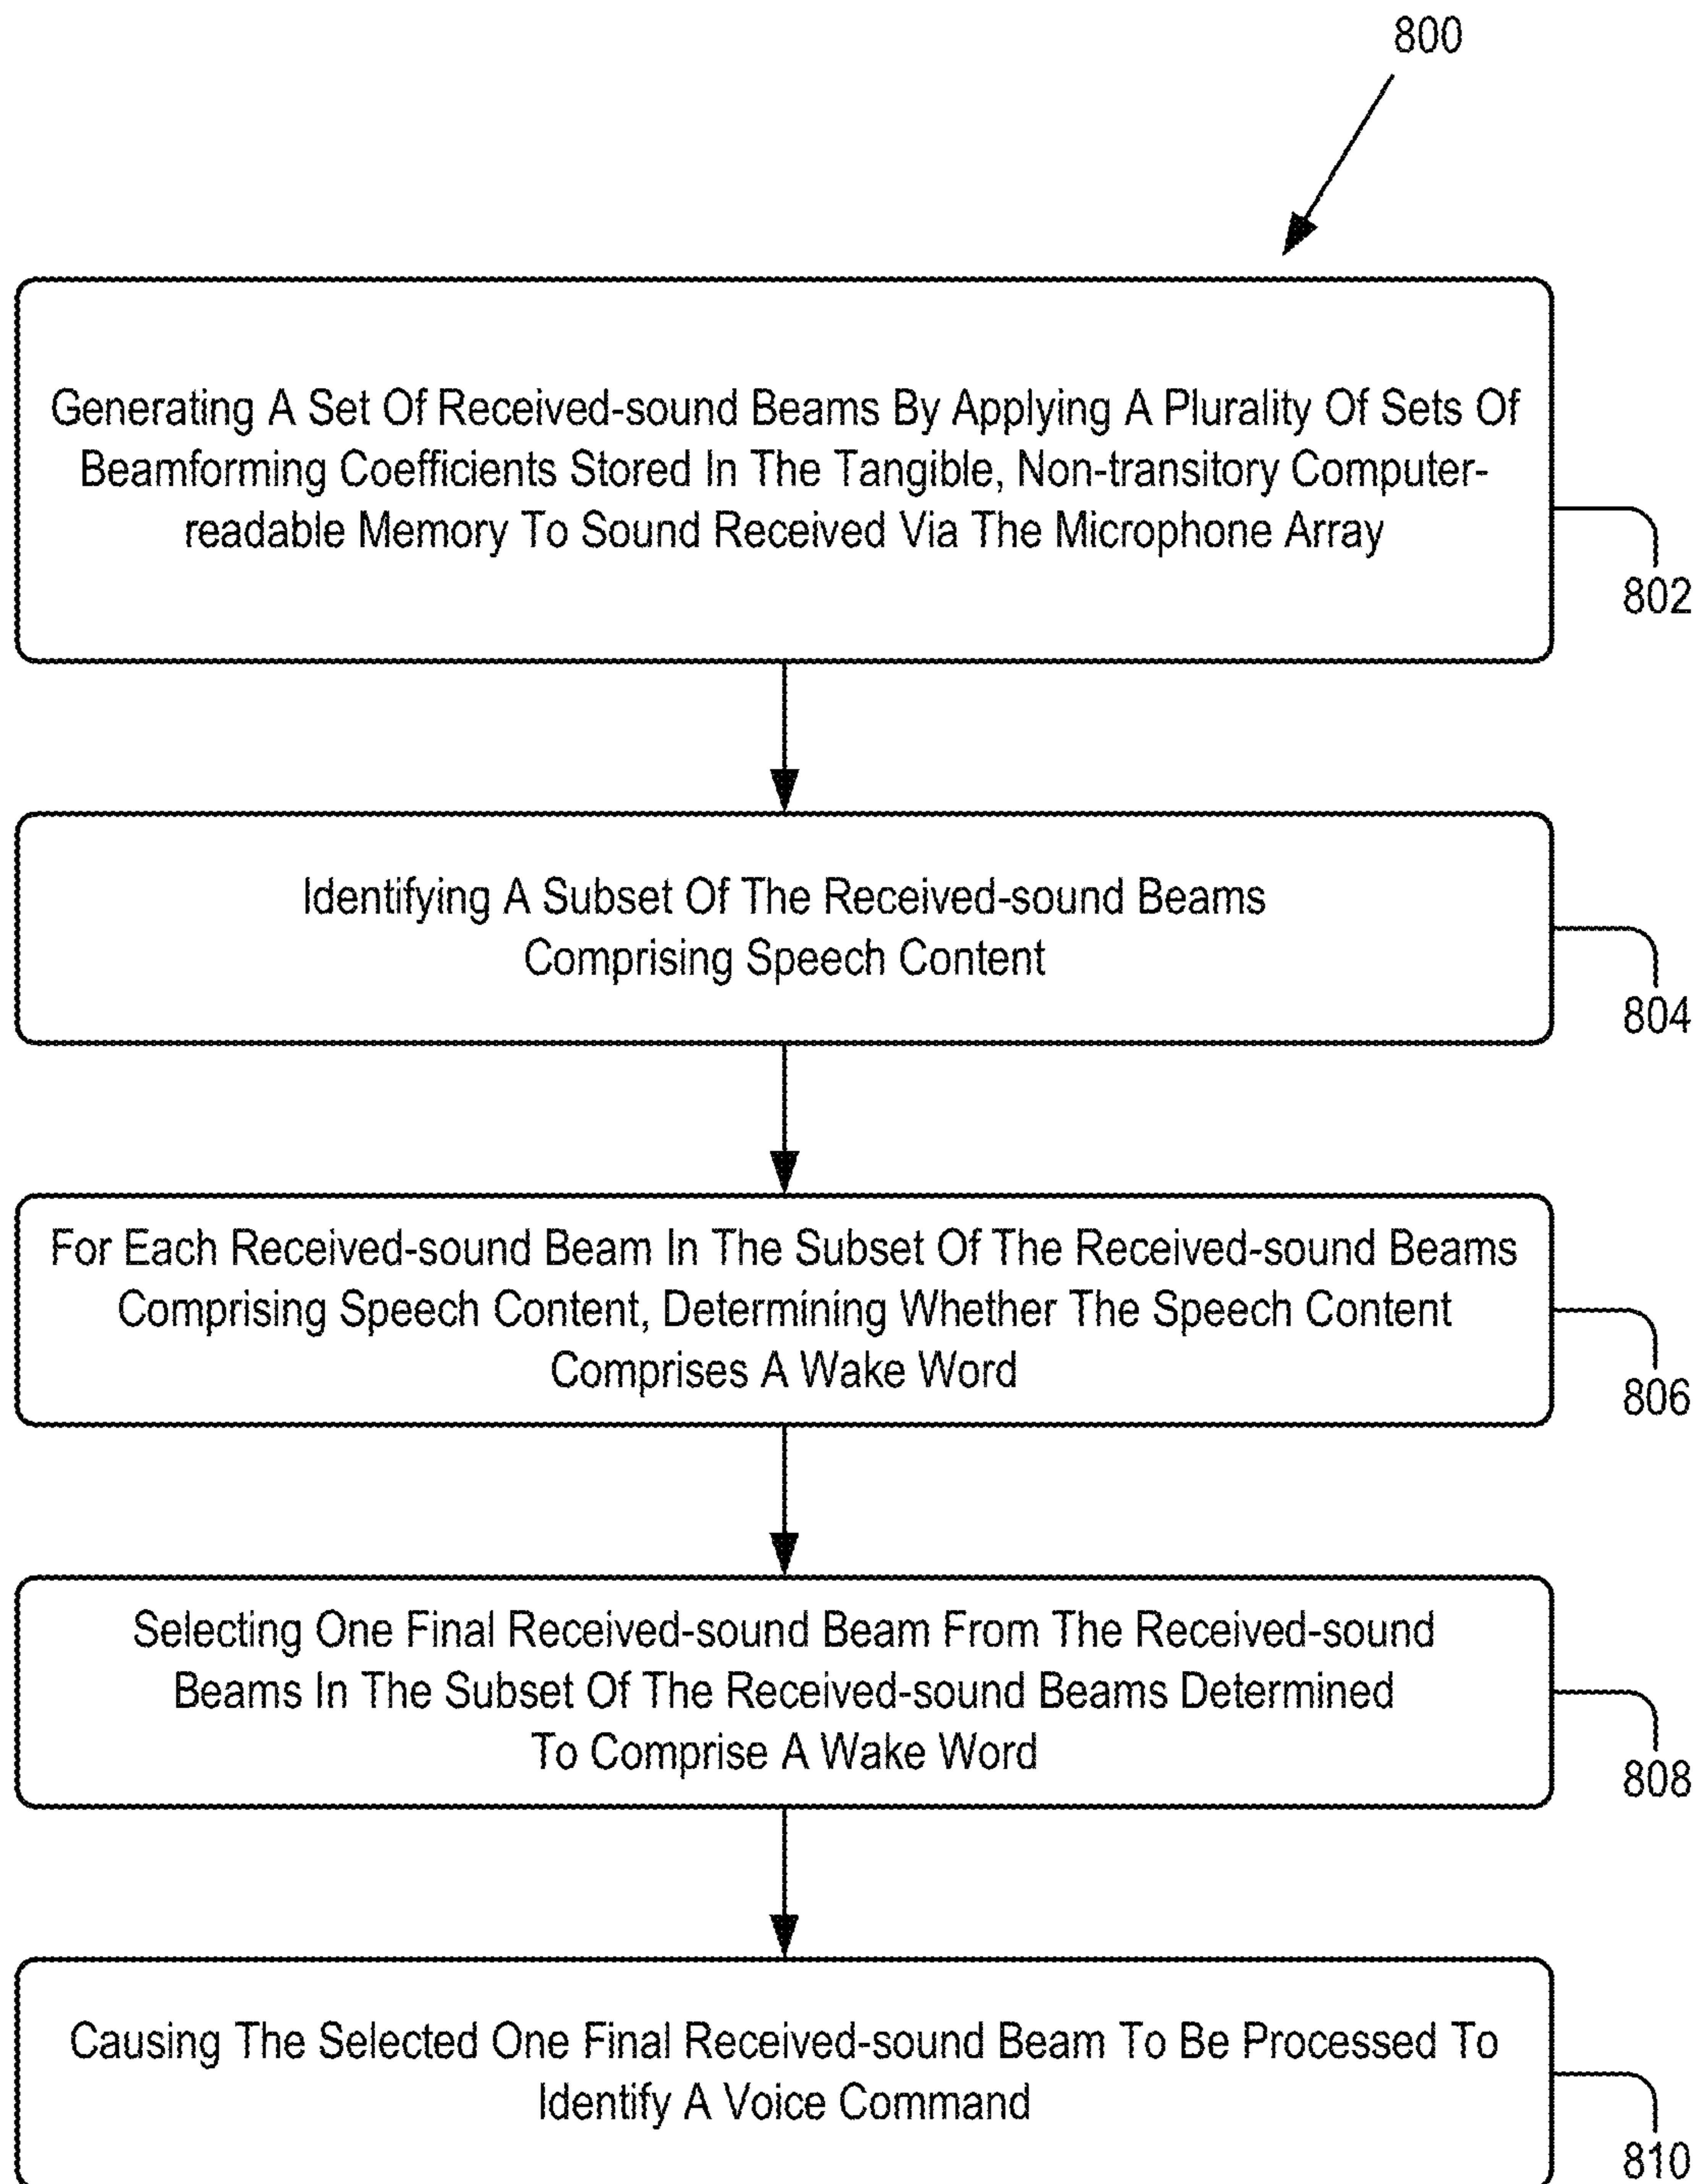 800
Generating A Set Of Received-sound Beams By Applying A Plurality Of Sets Of
Beamforming Coefficients Stored In The Tangible, Non-transitory Computer-
readable Memory To Sound Received Via The Microphone Array
802
Identifying A Subset Of The Received-sound Beams
Comprising Speech Content
804
For Each Received-sound Beam In The Subset Of The Received-sound Beams
Comprising Speech Content, Determining Whether The Speech Content
Comprises A Wake Word
806
Selecting One Final Received-sound Beam From The Received-sound
Beams In The Subset Of The Received-sound Beams Determined
To Comprise A Wake Word
808
Causing The Selected One Final Received-sound Beam To Be Processed To
Identify A Voice Command
810